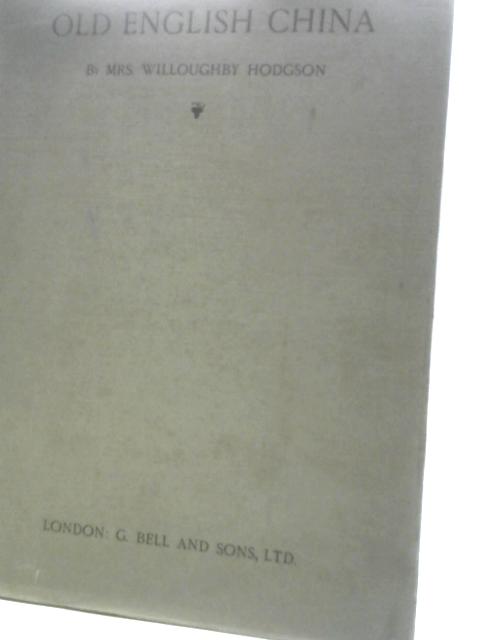 OLD ENGLISH CHINA
By MRS. WILLOUGHBY HODGSON
LONDON: G. BELL AND SONS, LTD.